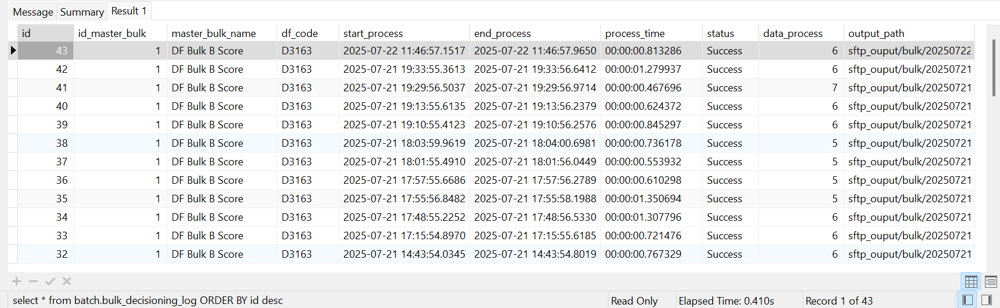 Message Summary Result 1
id id_master_bulk master_bulk_name df_code start_process end_process process_time status data_process output_path
43 1 DF Bulk B Score D3163 2025-07-22 11:46:57.1517 2025-07-22 11:46:57.9650 00:00:00.813286 Success 6 sftp_ouput/bulk/20250722
42 1 DF Bulk B Score D3163 2025-07-21 19:33:55.3613 2025-07-21 19:33:56.6412 00:00:01.279937 Success 6 sftp_ouput/bulk/20250721
41 1 DF Bulk B Score D3163 2025-07-21 19:29:56.5037 2025-07-21 19:29:56.9714 00:00:00.467696 Success 7 sftp_ouput/bulk/20250721
40 1 DF Bulk B Score D3163 2025-07-21 19:13:55.6135 2025-07-21 19:13:56.2379 00:00:00.624372 Success 6 sftp_ouput/bulk/20250721
39 1 DF Bulk B Score D3163 2025-07-21 19:10:55.4123 2025-07-21 19:10:56.2576 00:00:00.845297 Success 6 sftp_ouput/bulk/20250721
38 1 DF Bulk B Score D3163 2025-07-21 18:03:59.9619 2025-07-21 18:04:00.6981 00:00:00.736178 Success 5 sftp_ouput/bulk/20250721
37 1 DF Bulk B Score D3163 2025-07-21 18:01:55.4910 2025-07-21 18:01:56.0449 00:00:00.553932 Success 5 sftp_ouput/bulk/20250721
36 1 DF Bulk B Score D3163 2025-07-21 17:57:55.6686 2025-07-21 17:57:56.2789 00:00:00.610298 Success 5 sftp_ouput/bulk/20250721
35 1 DF Bulk B Score D3163 2025-07-21 17:55:56.8482 2025-07-21 17:55:58.1988 00:00:01.350694 Success 5 sftp_ouput/bulk/20250721
34 1 DF Bulk B Score D3163 2025-07-21 17:48:55.2252 2025-07-21 17:48:56.5330 00:00:01.307796 Success 6 sftp_ouput/bulk/20250721
33 1 DF Bulk B Score D3163 2025-07-21 17:15:54.8970 2025-07-21 17:15:55.6185 00:00:00.721476 Success 6 sftp_ouput/bulk/20250721
32 1 DF Bulk B Score D3163 2025-07-21 14:43:54.0345 2025-07-21 14:43:54.8019 00:00:00.767329 Success 6 sftp_ouput/bulk/20250721
select * from batch.bulk_decisioning_log ORDER BY id desc Read Only Elapsed Time: 0.410s Record 1 of 43